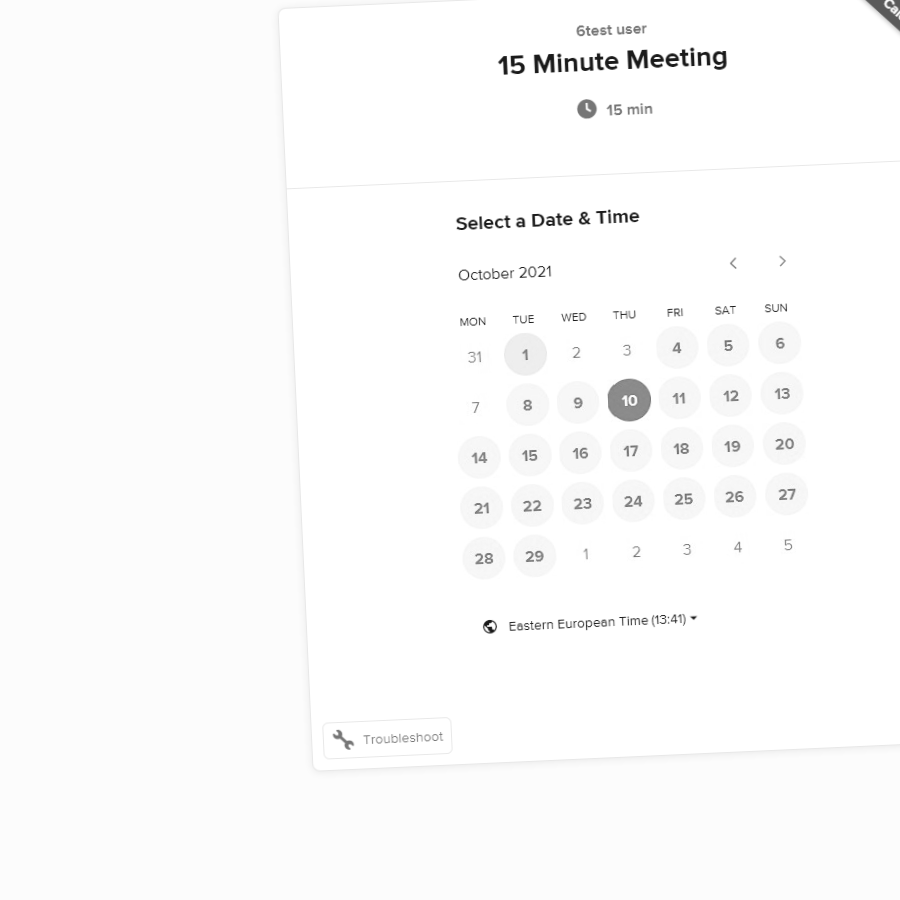 6test user
15 Minute Meeting
15 min
Select a Date & Time
October 2021
MON TUE WED THU FRI SAT SUN
31 1 2 3 4 5 6
7 8 9 10 11 12 13
14 15 16 17 18 19 20
21 22 23 24 25 26 27
28 29 1 2 3 4 5
Eastern European Time (13:41)
Troubleshoot